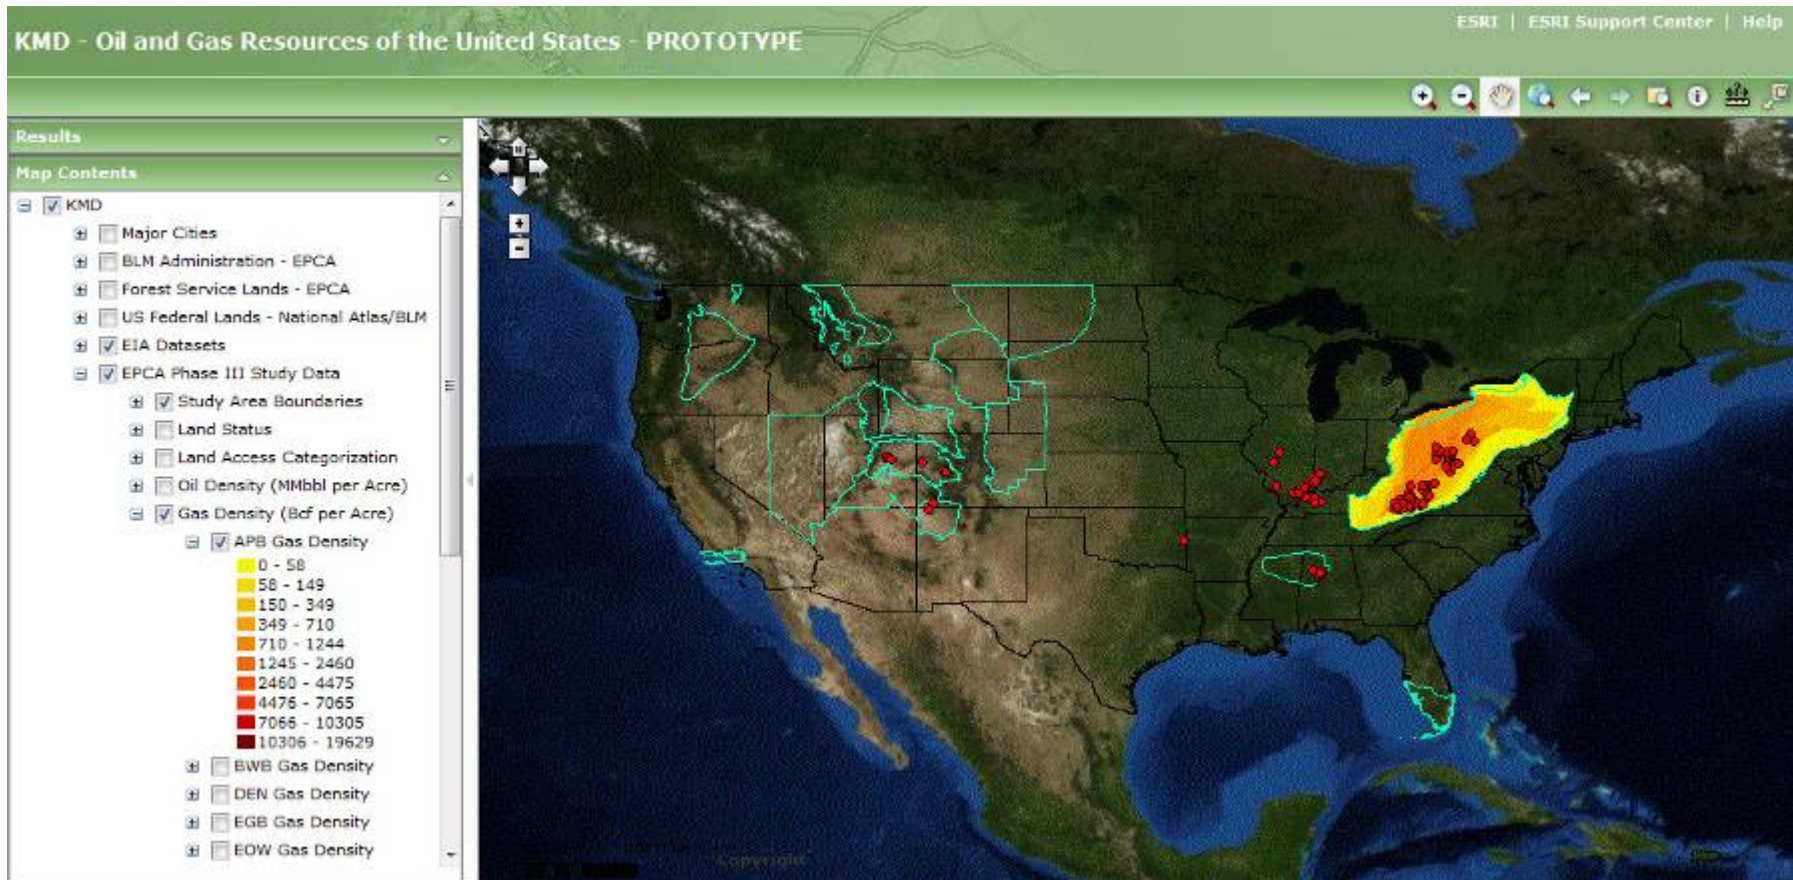 ESRI | ESRI Support Center | Help
KMD - Oil and Gas Resources of the United States - PROTOTYPE
Results
Map Contents
KMD
Major Cities
BLM Administration - EPCA
Forest Service Lands - EPCA
US Federal Lands - National Atlas/BLM
EIA Datasets
EPCA Phase III Study Data
Study Area Boundaries
Land Status
Land Access Categorization
Oil Density (MMbbl per Acre)
Gas Density (Bcf per Acre)
APB Gas Density
0 - 58
58 - 149
150 - 349
349 - 710
710 - 1244
1245 - 2460
2460 - 4475
4476 - 7065
7066 - 10305
10306 - 19629
BWB Gas Density
DEN Gas Density
EGB Gas Density
EOW Gas Density
N
Copyright